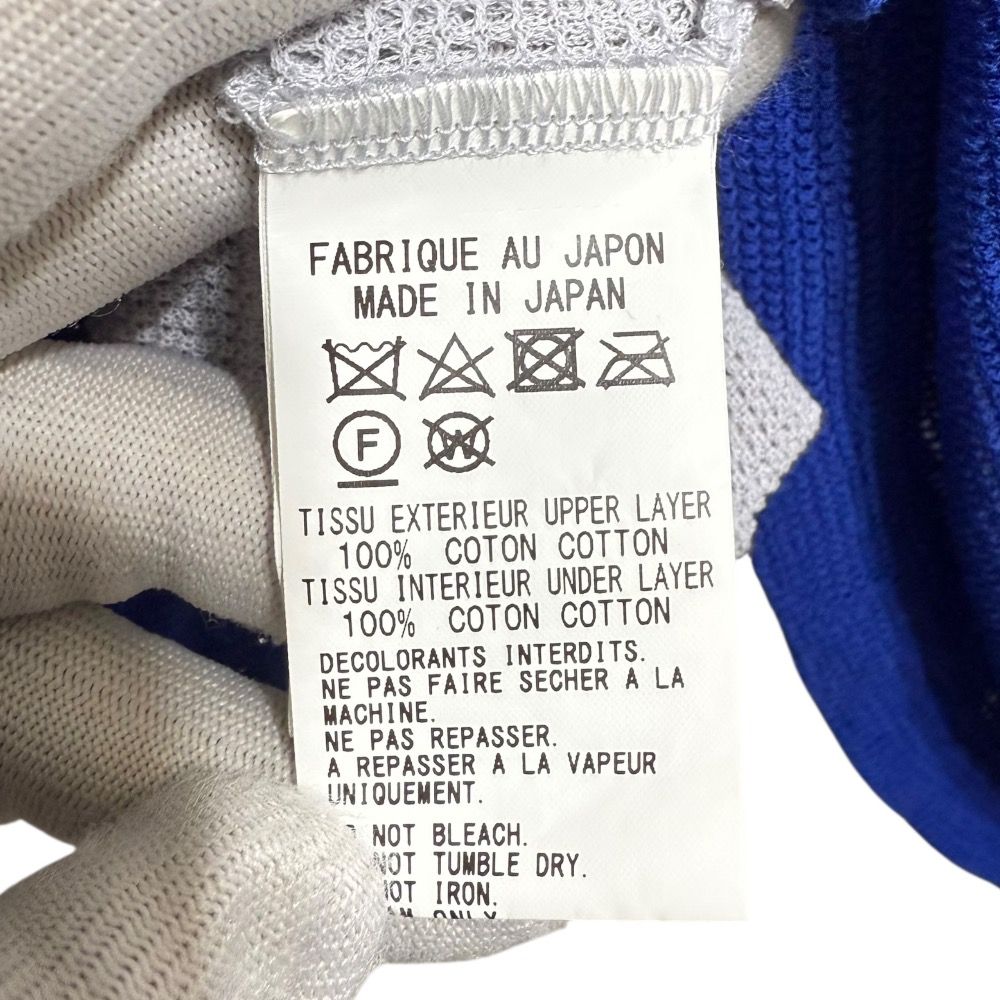 FABRIQUE AU JAPON
MADE IN JAPAN
F
W
TISSU EXTERIEUR UPPER LAYER
100% COTON COTTON
TISSU INTERIEUR UNDER LAYER
100% COTON COTTON
DECOLORANTS INTERDITS.
NE PAS FAIRE SECHER A LA
MACHINE.
NE PAS REPASSER.
A REPASSER A LA VAPEUR
UNIQUEMENT.
NOT BLEACH.
NOT TUMBLE DRY.
NOT IRON.
ONLY